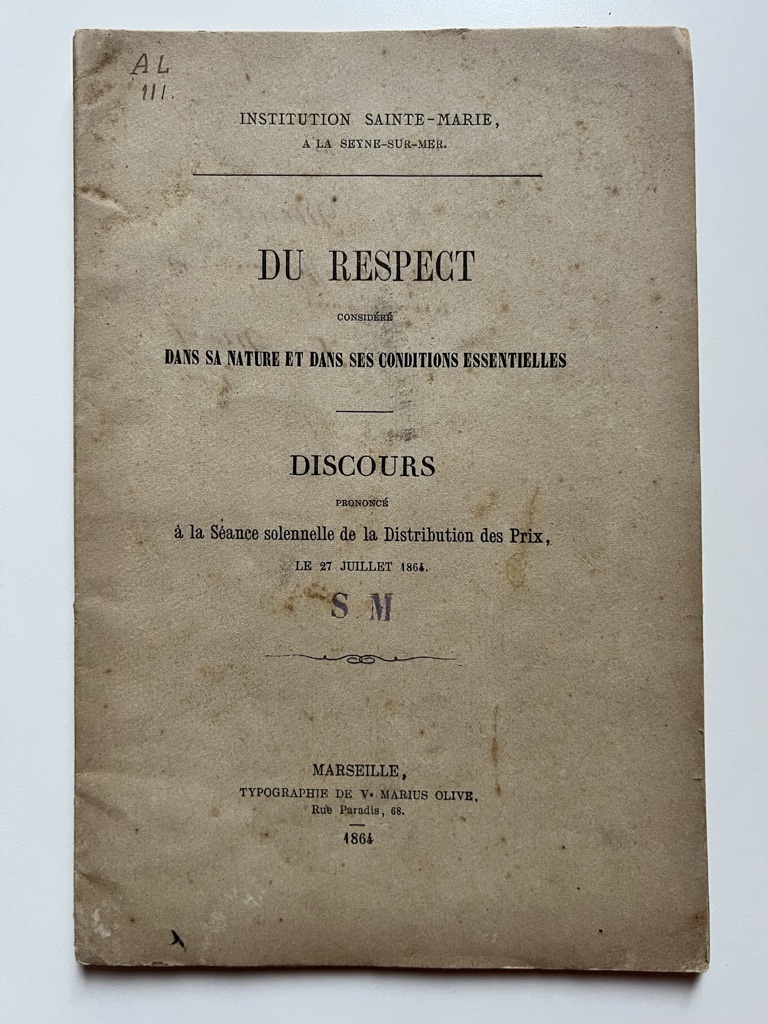 AL
111.
INSTITUTION SAINTE-MARIE,
A LA SEYNE-SUR-MER.
DU RESPECT
CONSIDÉRÉ
DANS SA NATURE ET DANS SES CONDITIONS ESSENTIELLES
DISCOURS
PRONONCÉ
à la Séance solennelle de la Distribution des Prix,
LE 27 JUILLET 1864.
S M
MARSEILLE,
TYPOGRAPHIE DE Ve MARIUS OLIVE,
Rue Paradis, 68.
1864